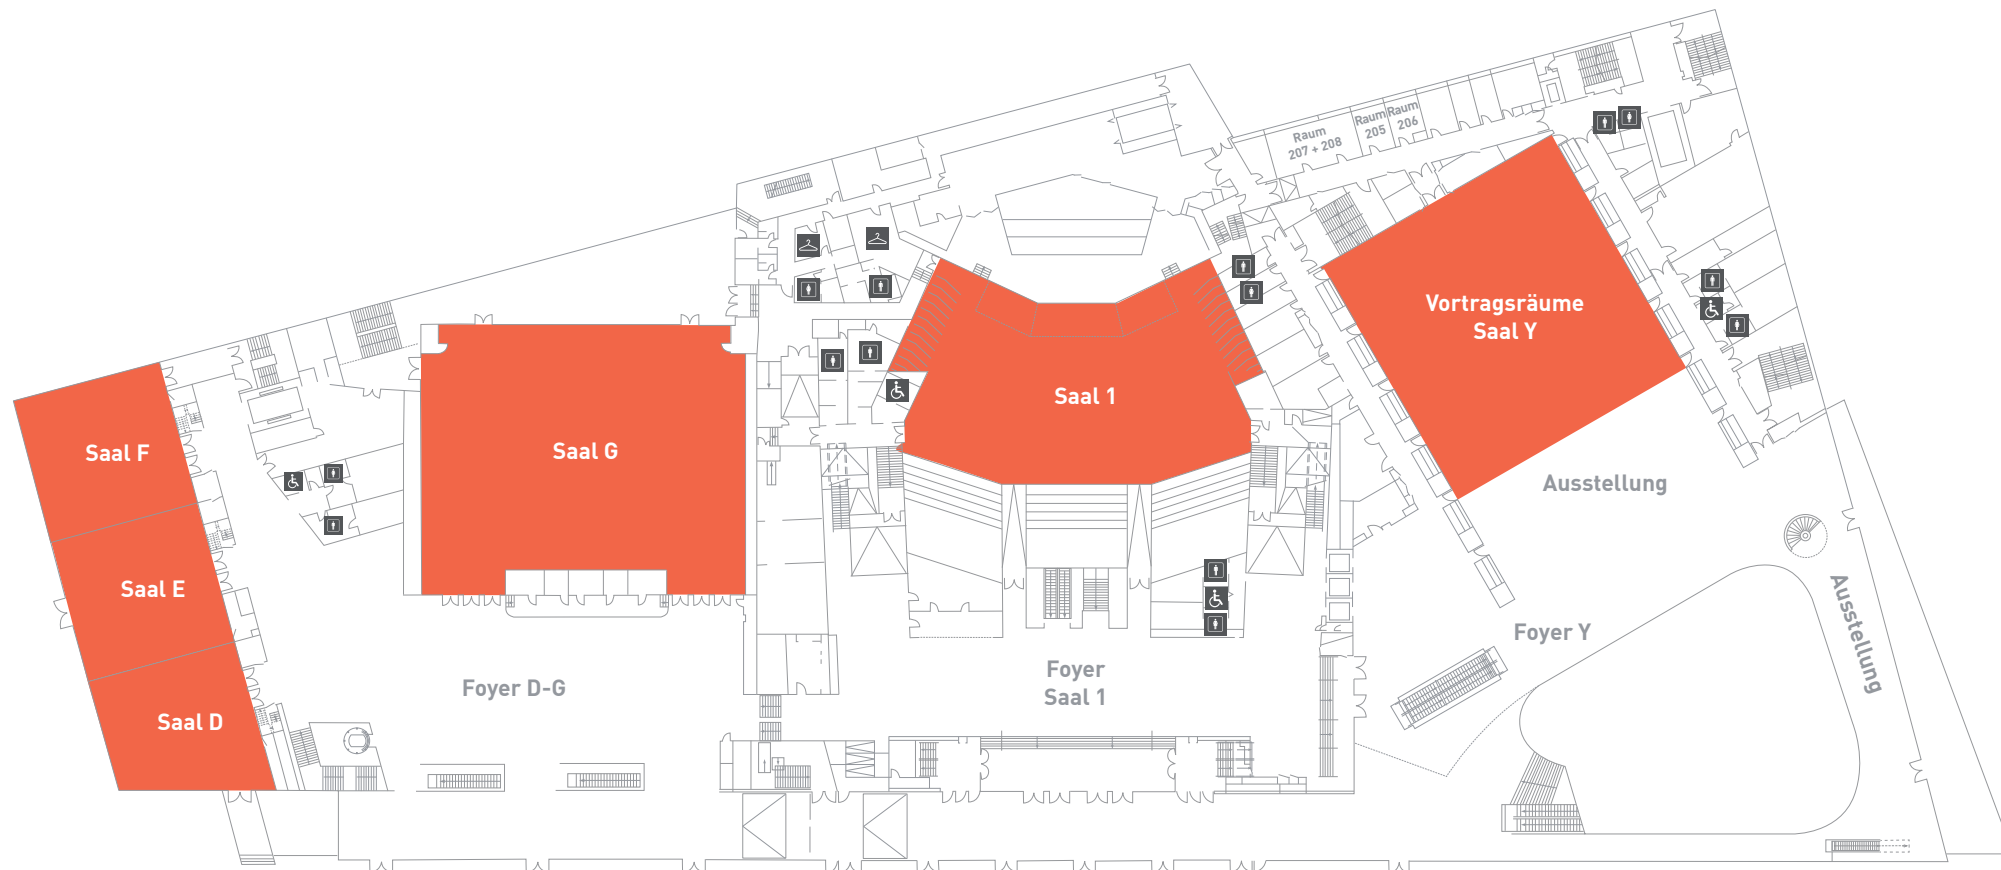 Raum
207 + 208
Raum
205
Raum
206
Vortragsräume
Saal Y
Saal 1
Saal G
Saal F
Saal E
Saal D
Ausstellung
Ausstellung
Foyer Y
Foyer
Saal 1
Foyer D-G